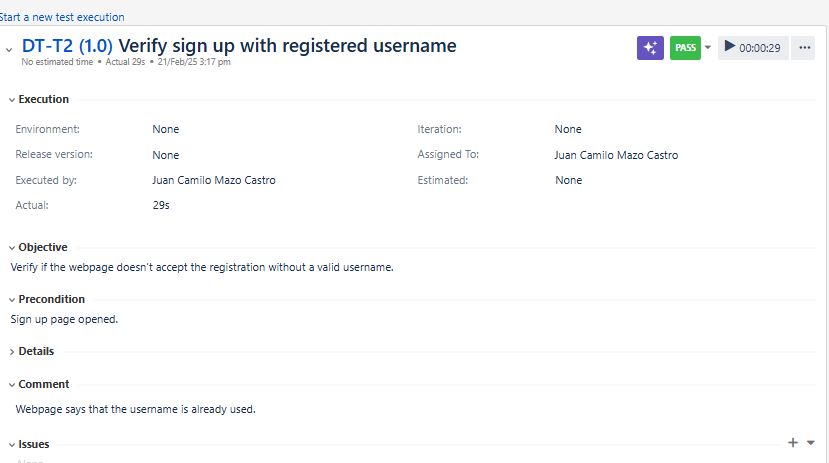 Start a new test execution
DT-T2 (1.0) Verify sign up with registered username
No estimated time • Actual 29s • 21/Feb/25 3:17 pm
PASS
00:00:29
Execution
Environment: None
Iteration: None
Release version: None
Assigned To: Juan Camilo Mazo Castro
Executed by: Juan Camilo Mazo Castro
Estimated: None
Actual: 29s
Objective
Verify if the webpage doesn't accept the registration without a valid username.
Precondition
Sign up page opened.
Details
Comment
Webpage says that the username is already used.
Issues
None